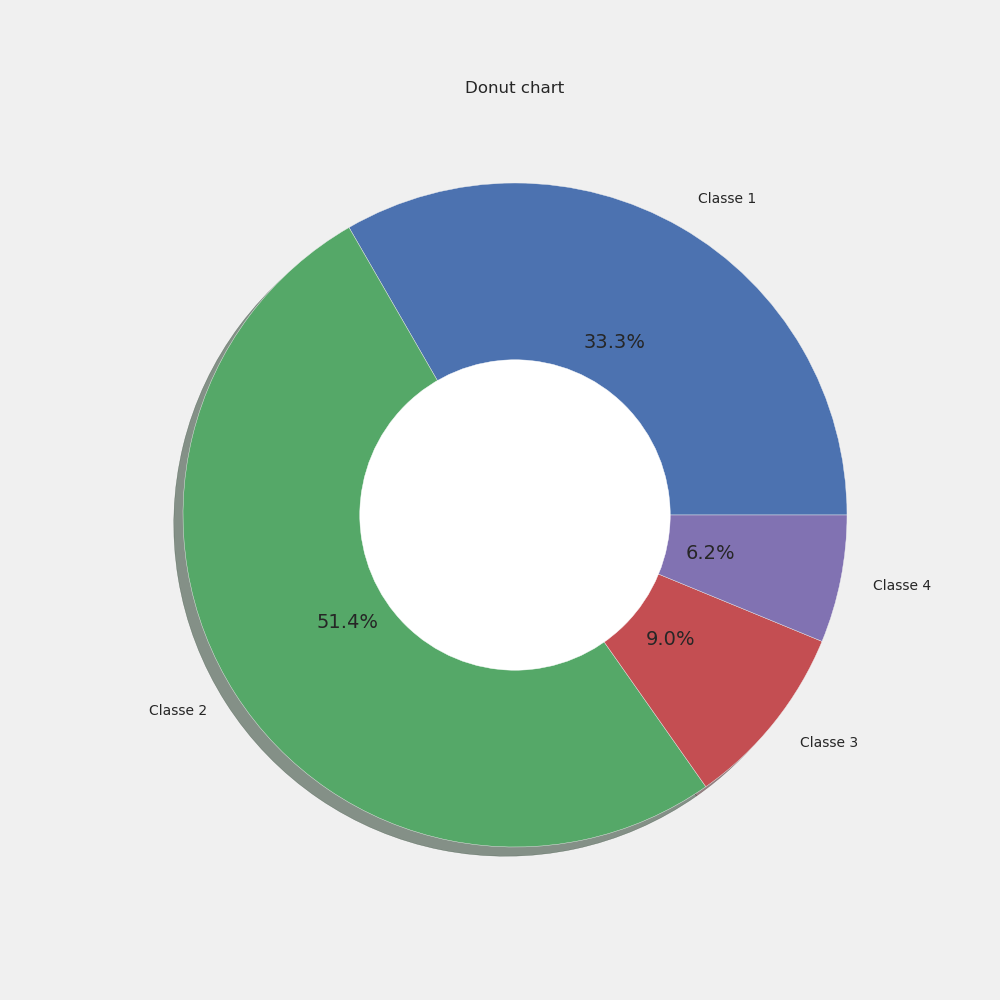 Donut chart
Classe 1
33.3%
6.2%
Classe 4
51.4%
9.0%
Classe 2
Classe 3